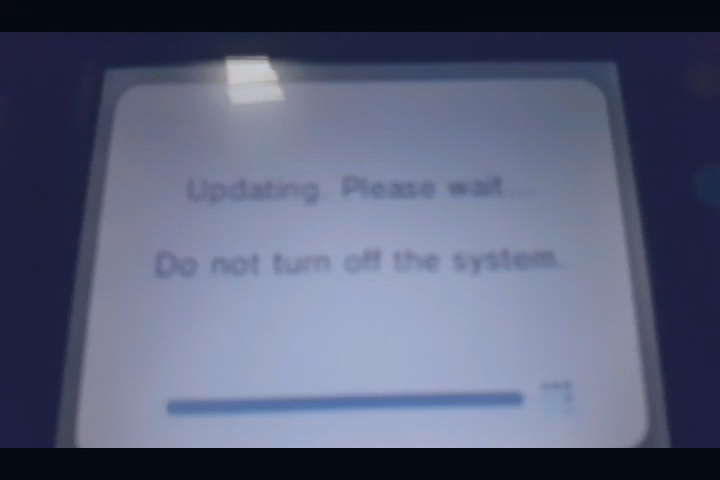 Updating. Please wait...
Do not turn off the system.